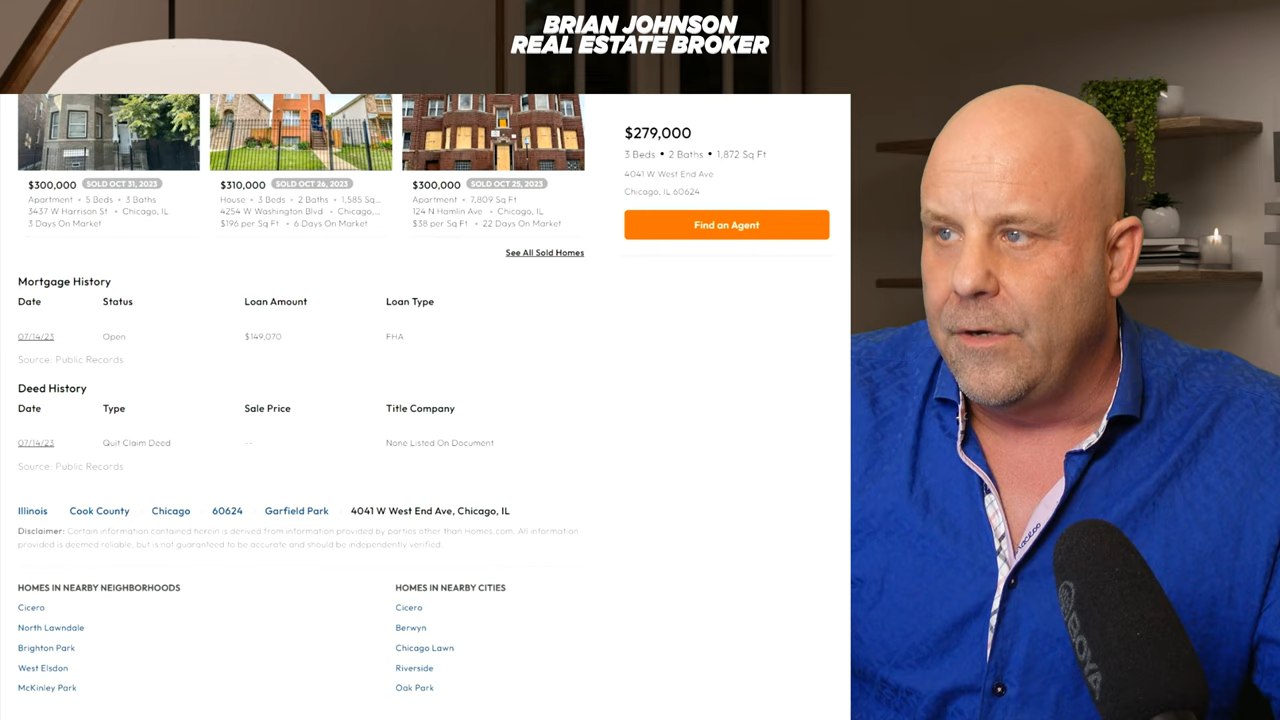 BRIAN JOHNSON
REAL ESTATE BROKER
$300,000 SOLD OCT 31, 2023
Apartment • 5 Beds • 3 Baths
3437 W Harrison St • Chicago, IL
3 Days On Market
$310,000 SOLD OCT 26, 2023
House • 3 Beds • 2 Baths • 1,585 Sq...
4254 W Washington Blvd • Chicago,...
$196 per Sq Ft • 6 Days On Market
$300,000 SOLD OCT 25, 2023
Apartment • 7,809 Sq Ft
124 N Hamlin Ave • Chicago, IL
$38 per Sq Ft • 22 Days On Market
See All Sold Homes
$279,000
3 Beds • 2 Baths • 1,872 Sq Ft
4041 W West End Ave
Chicago, IL 60624
Find an Agent
Mortgage History
Date Status Loan Amount Loan Type
07/14/23 Open $149,070 FHA
Source: Public Records
Deed History
Date Type Sale Price Title Company
07/14/23 Quit Claim Deed -- None Listed On Document
Source: Public Records
Illinois Cook County Chicago 60624 Garfield Park 4041 W West End Ave, Chicago, IL
Disclaimer: Certain information contained herein is derived from information provided by parties other than Homes.com. All information
provided is deemed reliable, but is not guaranteed to be accurate and should be independently verified.
HOMES IN NEARBY NEIGHBORHOODS
Cicero
North Lawndale
Brighton Park
West Elsdon
McKinley Park
HOMES IN NEARBY CITIES
Cicero
Berwyn
Chicago Lawn
Riverside
Oak Park
BOYA